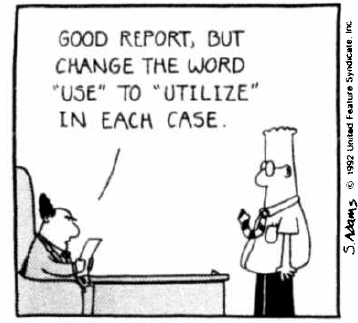 GOOD REPORT, BUT
CHANGE THE WORD
"USE" TO "UTILIZE"
IN EACH CASE.
S. Adams © 1992 United Feature Syndicate, Inc